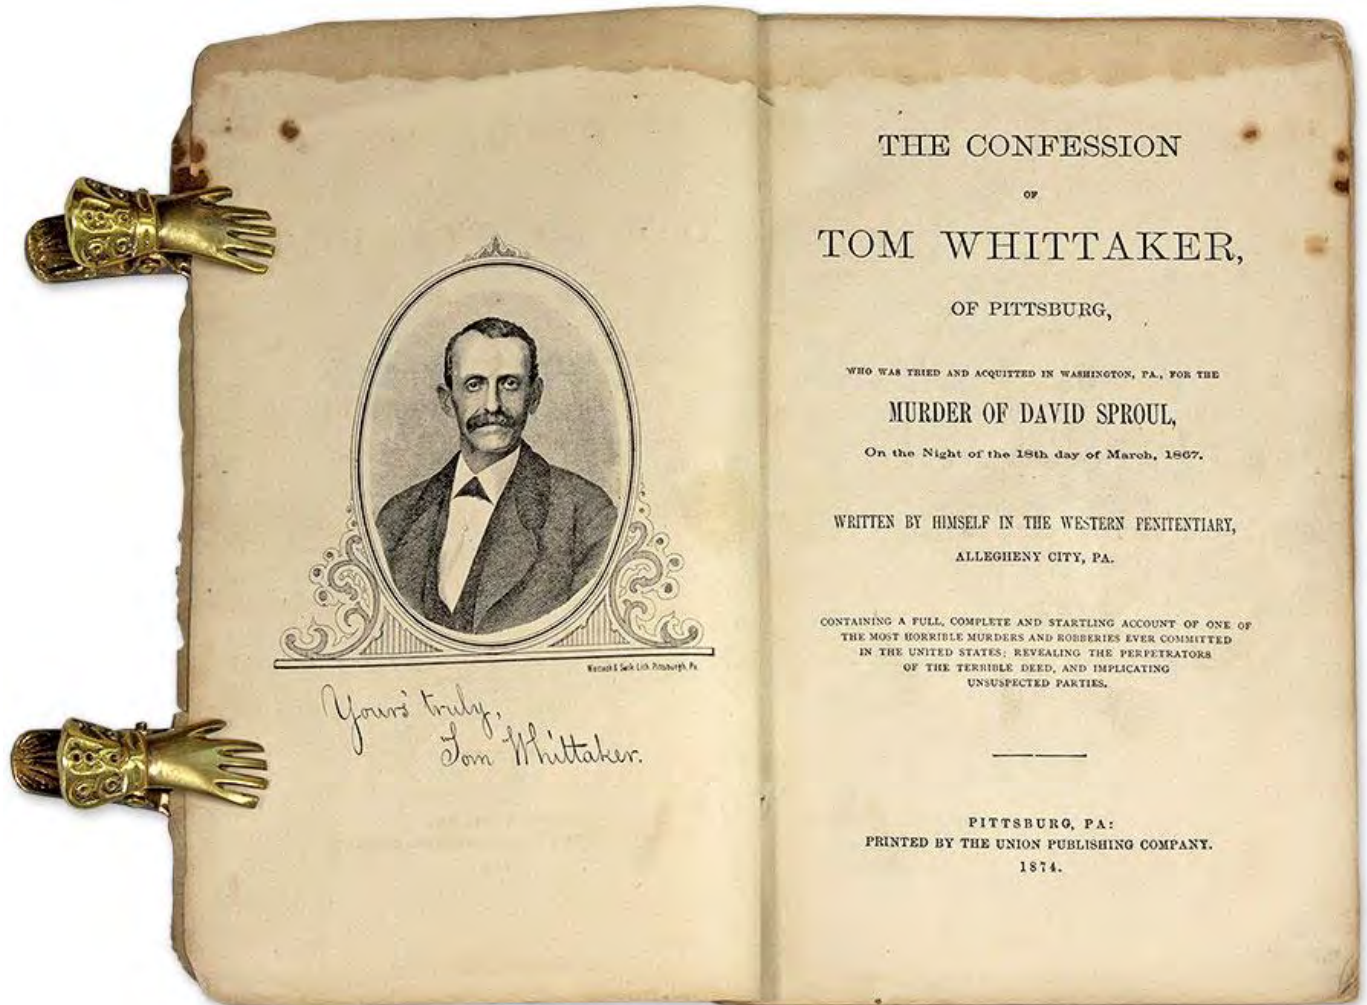 Lith. Pittsburgh, Pa.
Yours truly,
Tom Whittaker.
THE CONFESSION
OF
TOM WHITTAKER,
OF PITTSBURG,
WHO WAS TRIED AND ACQUITTED IN WASHINGTON, PA., FOR THE
MURDER OF DAVID SPROUL,
On the Night of the 18th day of March, 1867.
WRITTEN BY HIMSELF IN THE WESTERN PENITENTIARY,
ALLEGHENY CITY, PA.
CONTAINING A FULL, COMPLETE AND STARTLING ACCOUNT OF ONE OF
THE MOST HORRIBLE MURDERS AND ROBBERIES EVER COMMITTED
IN THE UNITED STATES; REVEALING THE PERPETRATORS
OF THE TERRIBLE DEED, AND IMPLICATING
UNSUSPECTED PARTIES.
PITTSBURG, PA:
PRINTED BY THE UNION PUBLISHING COMPANY.
1874.